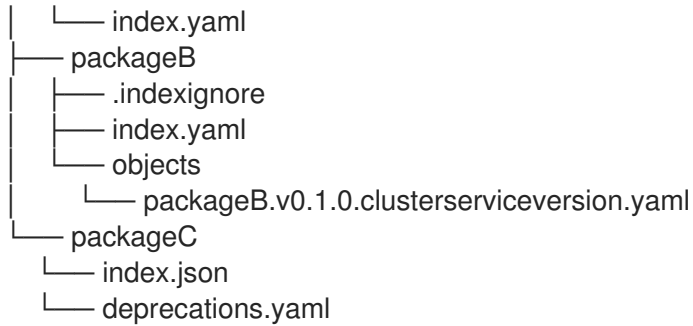 │   └── index.yaml
├── packageB
│   ├── .indexignore
│   ├── index.yaml
│   └── objects
│       └── packageB.v0.1.0.clusterserviceversion.yaml
└── packageC
    └── index.json
    └── deprecations.yaml